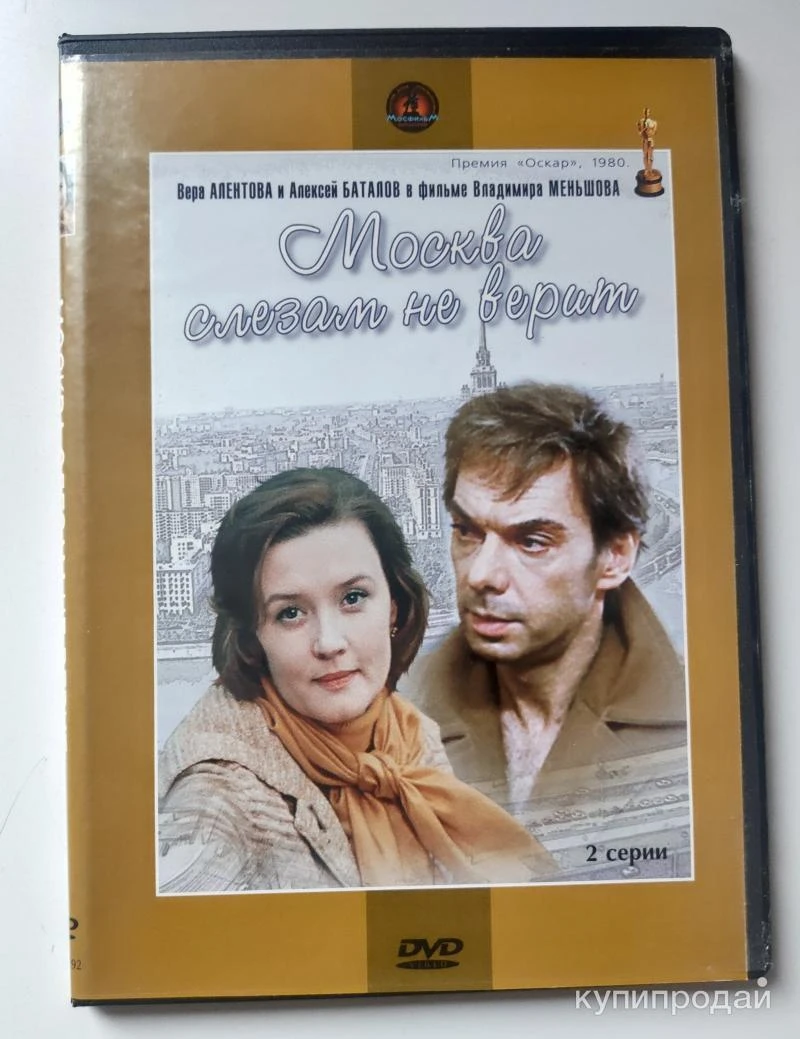 МОСФИЛЬМ
Премия «Оскар», 1980.
Вера АЛЕНТОВА и Алексей БАТАЛОВ в фильме Владимира МЕНЬШОВА
Москва
слезам не верит
2 серии
DVD
VIDEO
92
купипродай